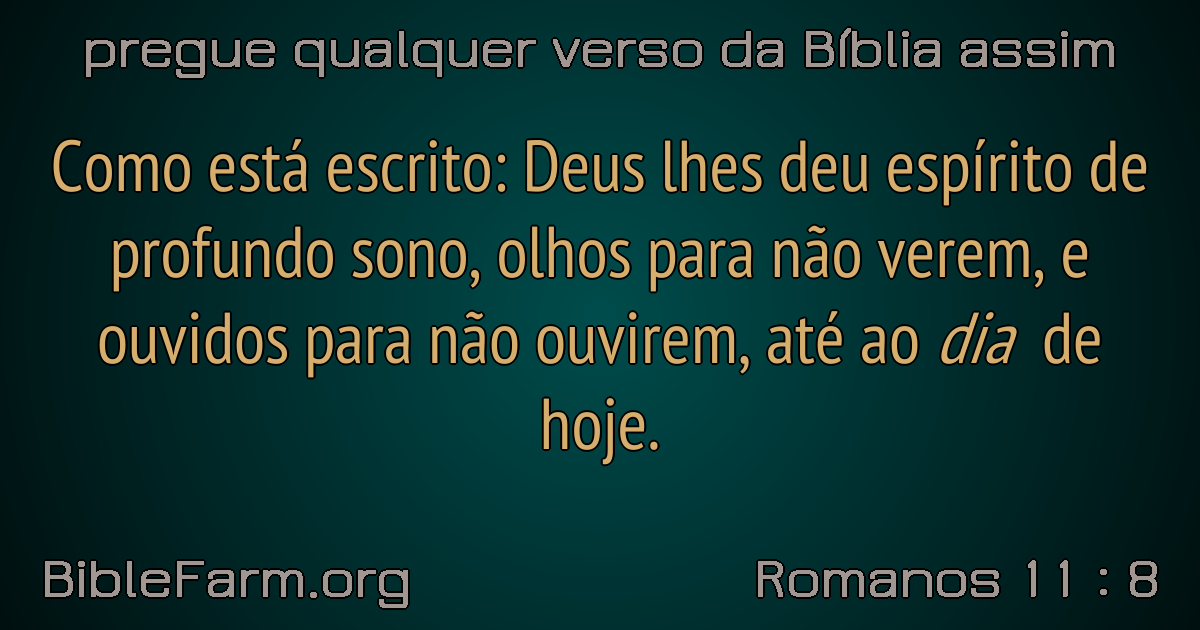 pregue qualquer verso da Bíblia assim
Como está escrito: Deus lhes deu espírito de
profundo sono, olhos para não verem, e
ouvidos para não ouvirem, até ao dia de
hoje.
BibleFarm.org
Romanos 11 : 8